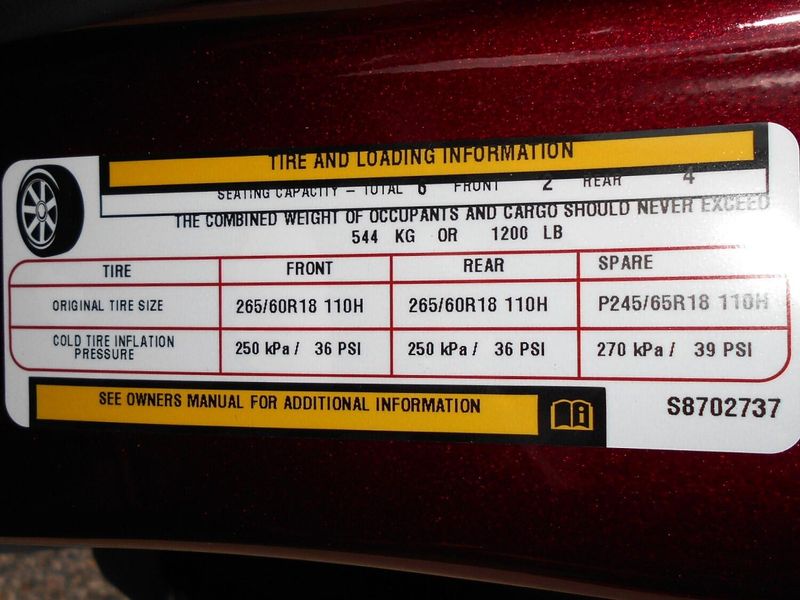 TIRE AND LOADING INFORMATION
SEATING CAPACITY – TOTAL 6 FRONT 2 REAR 4
THE COMBINED WEIGHT OF OCCUPANTS AND CARGO SHOULD NEVER EXCEED
544 KG OR 1200 LB
TIRE FRONT REAR SPARE
ORIGINAL TIRE SIZE 265/60R18 110H 265/60R18 110H P245/65R18 110H
COLD TIRE INFLATION
PRESSURE 250 kPa / 36 PSI 250 kPa / 36 PSI 270 kPa / 39 PSI
SEE OWNERS MANUAL FOR ADDITIONAL INFORMATION
S8702737